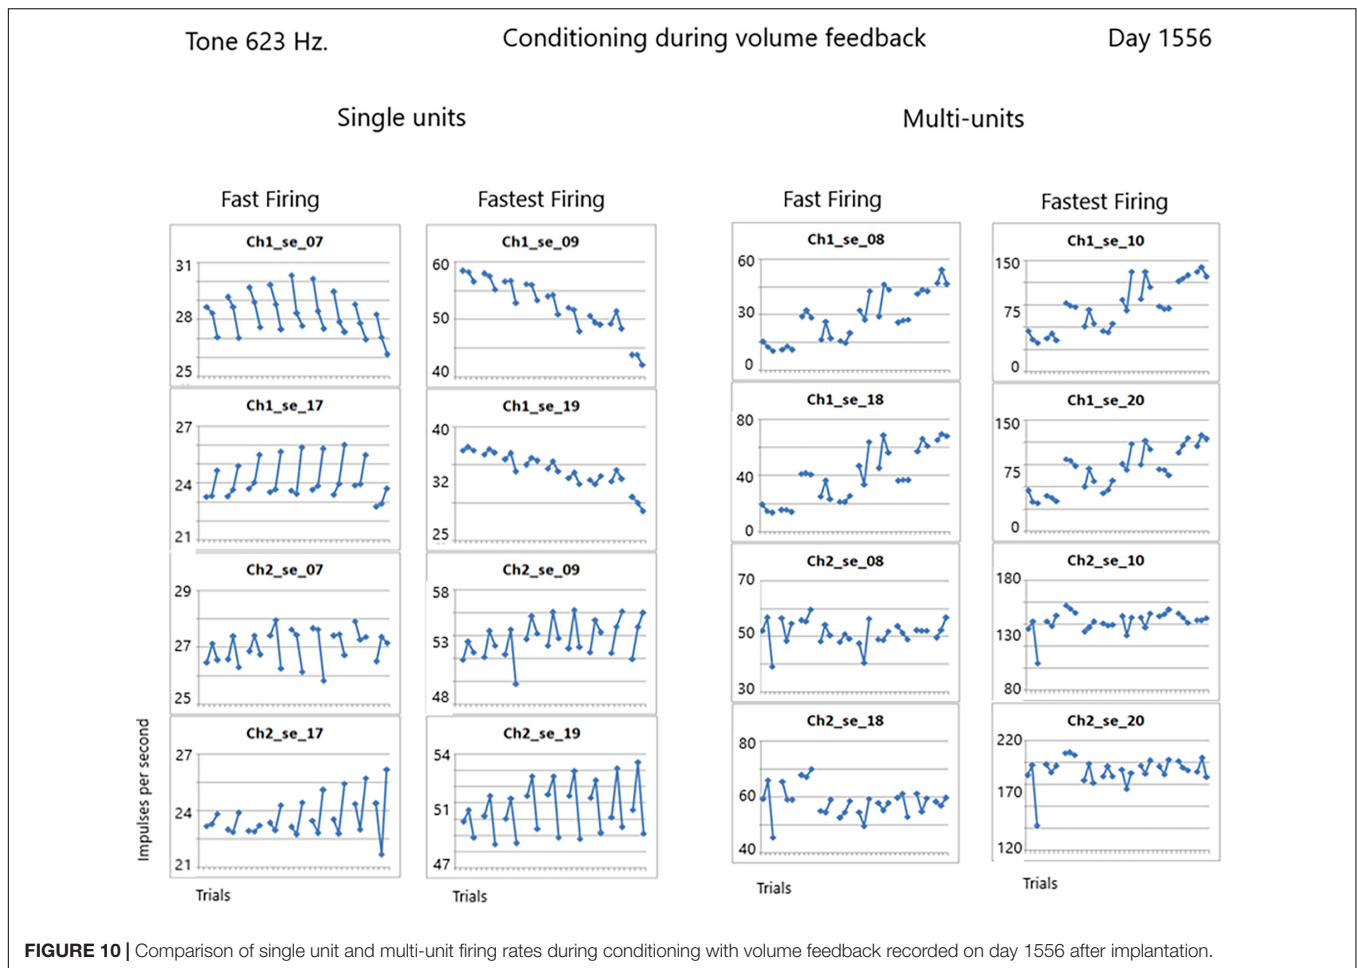 Tone 623 Hz. Conditioning during volume feedback Day 1556
Single units Multi-units
Fast Firing Fastest Firing Fast Firing Fastest Firing
Ch1_se_07
31
28
25
Ch1_se_09
60
50
40
Ch1_se_08
60
30
0
Ch1_se_10
150
75
0
Ch1_se_17
27
24
21
Ch1_se_19
40
32
25
Ch1_se_18
80
40
0
Ch1_se_20
150
75
0
Ch2_se_07
29
27
25
Ch2_se_09
58
53
48
Ch2_se_08
70
50
30
Ch2_se_10
180
130
80
Impulses per second
Ch2_se_17
27
24
21
Ch2_se_19
54
51
47
Ch2_se_18
80
60
40
Ch2_se_20
220
170
120
Trials Trials Trials Trials
FIGURE 10 | Comparison of single unit and multi-unit firing rates during conditioning with volume feedback recorded on day 1556 after implantation.